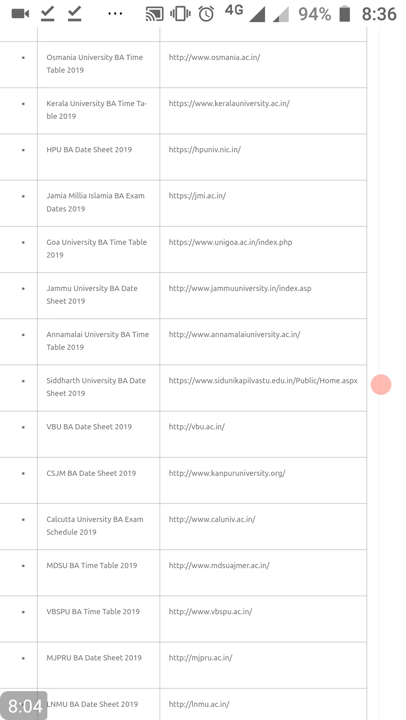 4G 94% 8:36
Osmania University BA Time
Table 2019
http://www.osmania.ac.in/
Kerala University BA Time Ta-
ble 2019
https://www.keralauniversity.ac.in/
HPU BA Date Sheet 2019
https://hpuniv.nic.in/
Jamia Millia Islamia BA Exam
Dates 2019
https://jmi.ac.in/
Goa University BA Time Table
2019
https://www.unigoa.ac.in/index.php
Jammu University BA Date
Sheet 2019
http://www.jammuuniversity.in/index.asp
Annamalai University BA Time
Table 2019
http://www.annamalaiuniversity.ac.in/
Siddharth University BA Date
Sheet 2019
https://www.sidunikapilvastu.edu.in/Public/Home.aspx
VBU BA Date Sheet 2019
http://vbu.ac.in/
CSJM BA Date Sheet 2019
http://www.kanpuruniversity.org/
Calcutta University BA Exam
Schedule 2019
http://www.caluniv.ac.in/
MDSU BA Time Table 2019
http://www.mdsuajmer.ac.in/
VBSPU BA Time Table 2019
http://www.vbspu.ac.in/
MJPRU BA Date Sheet 2019
http://mjpru.ac.in/
LNMU BA Date Sheet 2019
http://lnmu.ac.in/
8:04